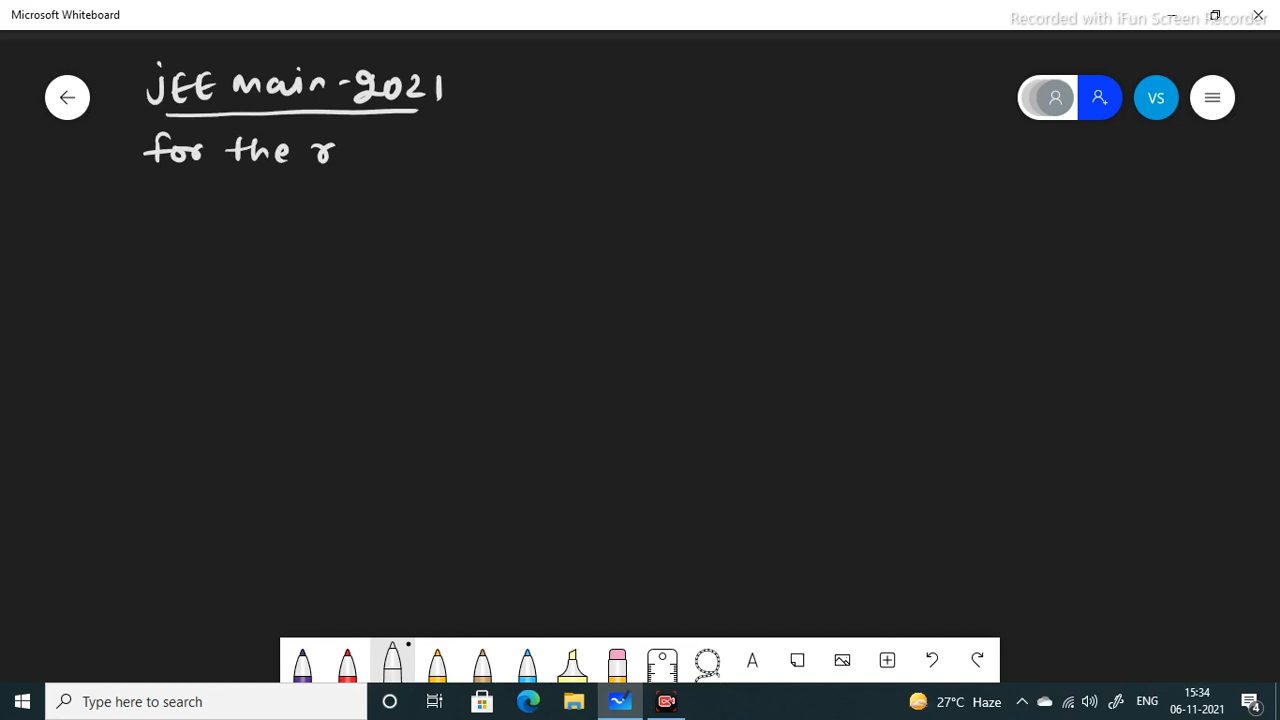 Microsoft Whiteboard
Recorded with iFun Screen Recorder
JEE main-2021
for the r
VS
A
Type here to search
27°C Haze
ENG
15:34
06-11-2021
4